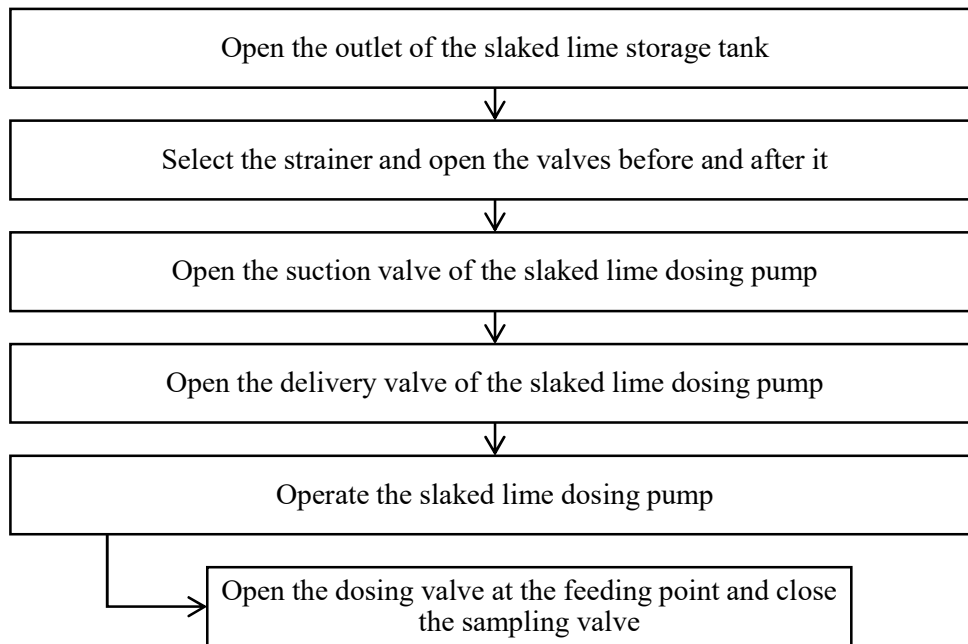 Open the outlet of the slaked lime storage tank
Select the strainer and open the valves before and after it
Open the suction valve of the slaked lime dosing pump
Open the delivery valve of the slaked lime dosing pump
Operate the slaked lime dosing pump
Open the dosing valve at the feeding point and close
the sampling valve